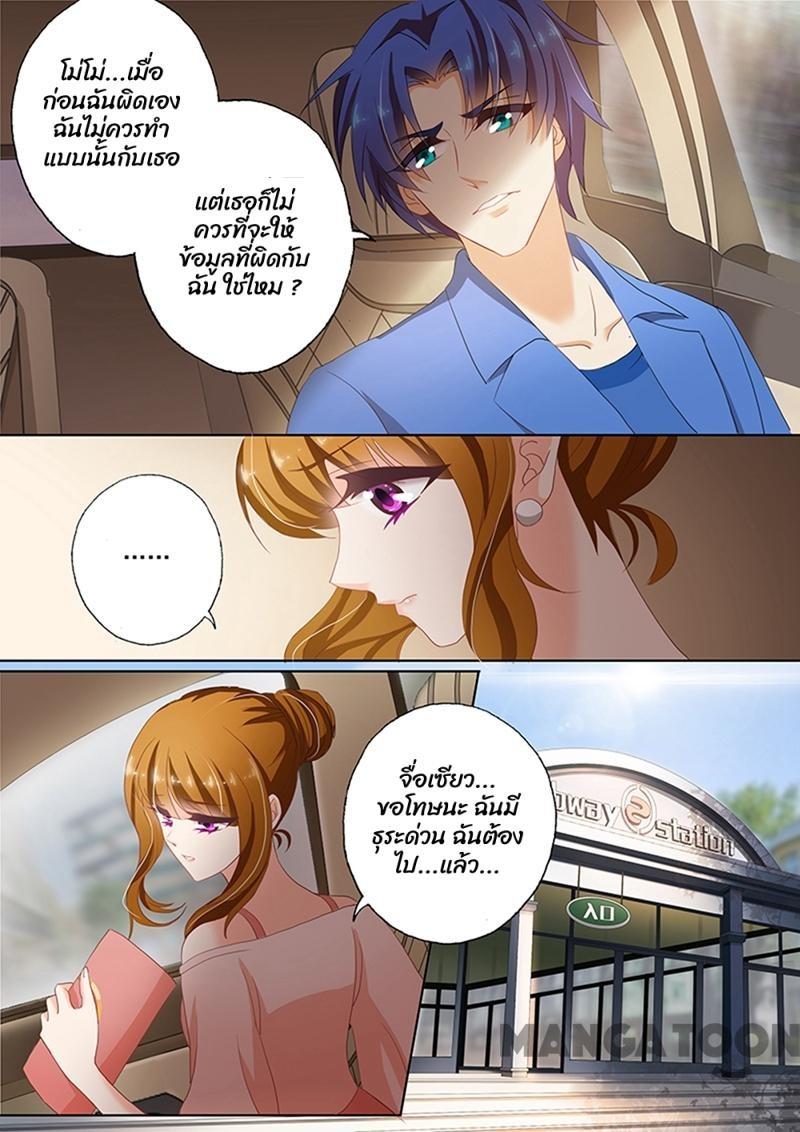 โม่โม่...เมื่อ
ก่อนฉันผิดเอง
ฉันไม่ควรทำ
แบบนั้นกับเธอ
แต่เธอก็ไม่
ควรที่จะให้
ข้อมูลที่ผิดกับ
ฉัน ใช่ไหม ?
......
จื่อเซียว...
ขอโทษนะ ฉันมี
ธุระด่วน ฉันต้อง
ไป...แล้ว...
bway station
入口
MANGATOON